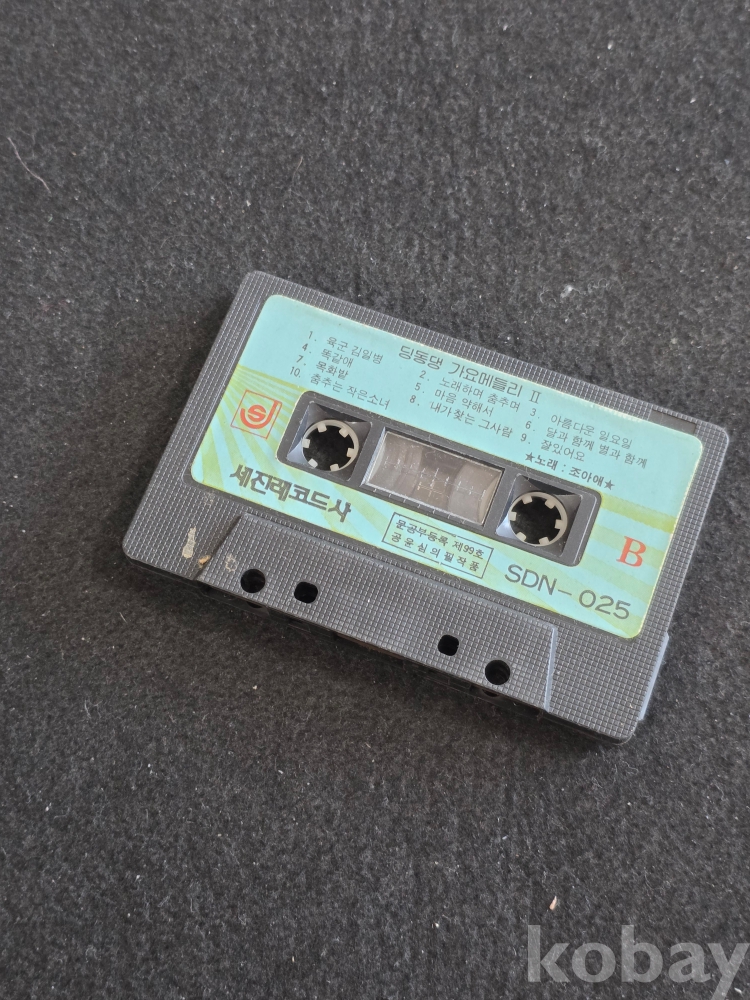 딩동댕 가요메들리 II
1. 육군 김일병 2. 노래하며 춤추며 3. 아름다운 일요일
4. 똑같애 5. 마음 약해서 6. 달과 함께 별과 함께
7. 목화밭 8. 내가찾는 그사람 9. 잘있어요
10. 춤추는 작은소녀 ★노래 : 조아애★
세진레코드사
문공부등록 제99호
공윤심의필작품
B
SDN-025
kobay